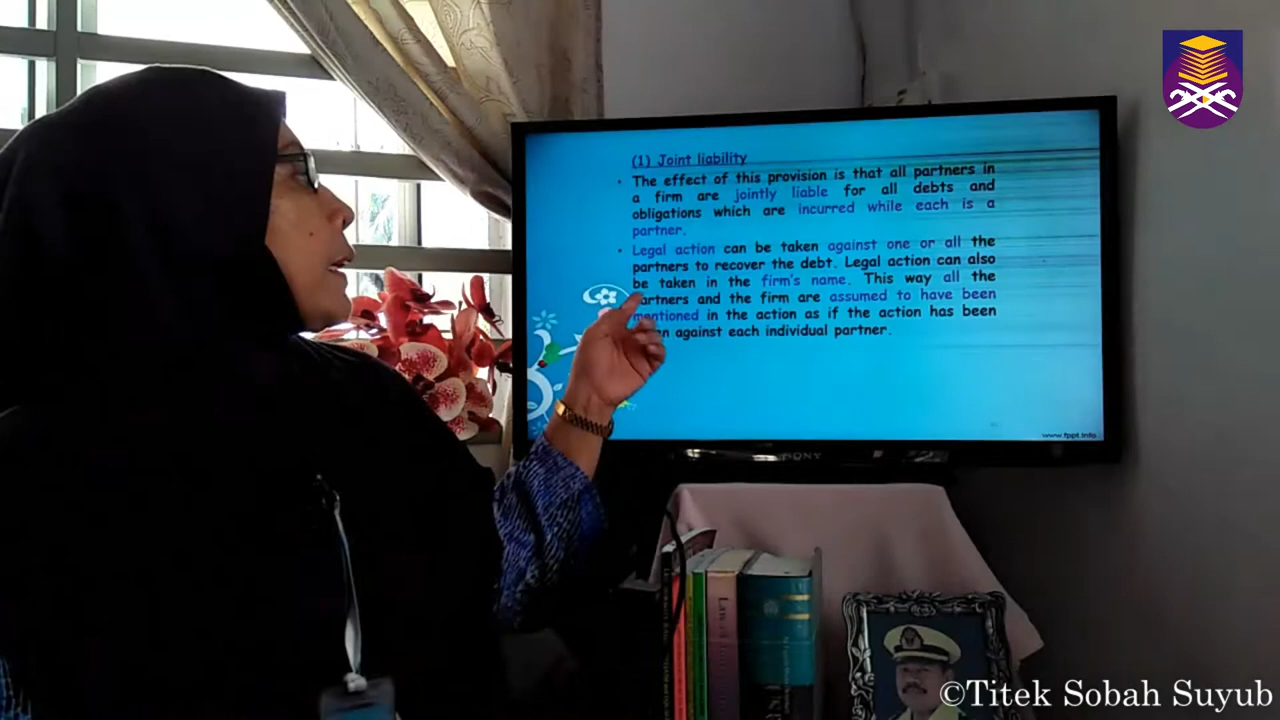 (1) Joint liability
• The effect of this provision is that all partners in
a firm are jointly liable for all debts and
obligations which are incurred while each is a
partner.
• Legal action can be taken against one or all the
partners to recover the debt. Legal action can also
be taken in the firm's name. This way all the
partners and the firm are assumed to have been
mentioned in the action as if the action has been
against each individual partner.
www.fppt.info
SONY
©Titek Sobah Suyub